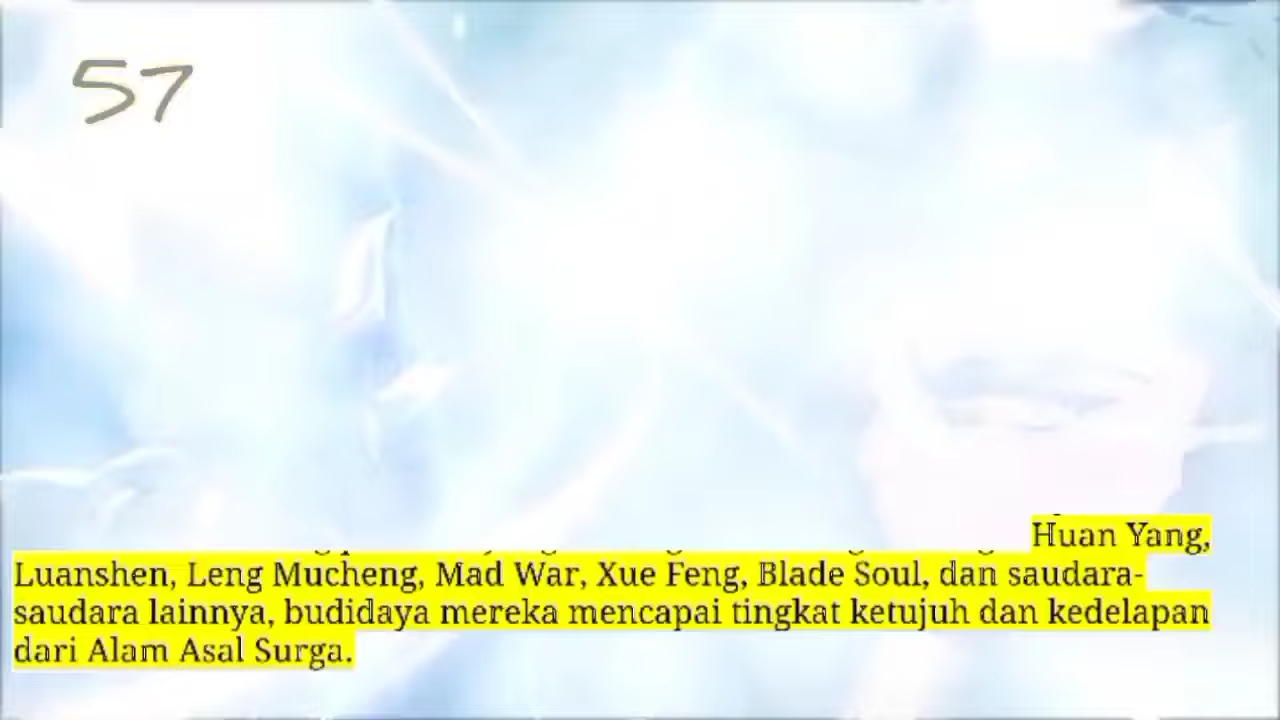 57
Huan Yang,
Luanshen, Leng Mucheng, Mad War, Xue Feng, Blade Soul, dan saudara-
saudara lainnya, budidaya mereka mencapai tingkat ketujuh dan kedelapan
dari Alam Asal Surga.